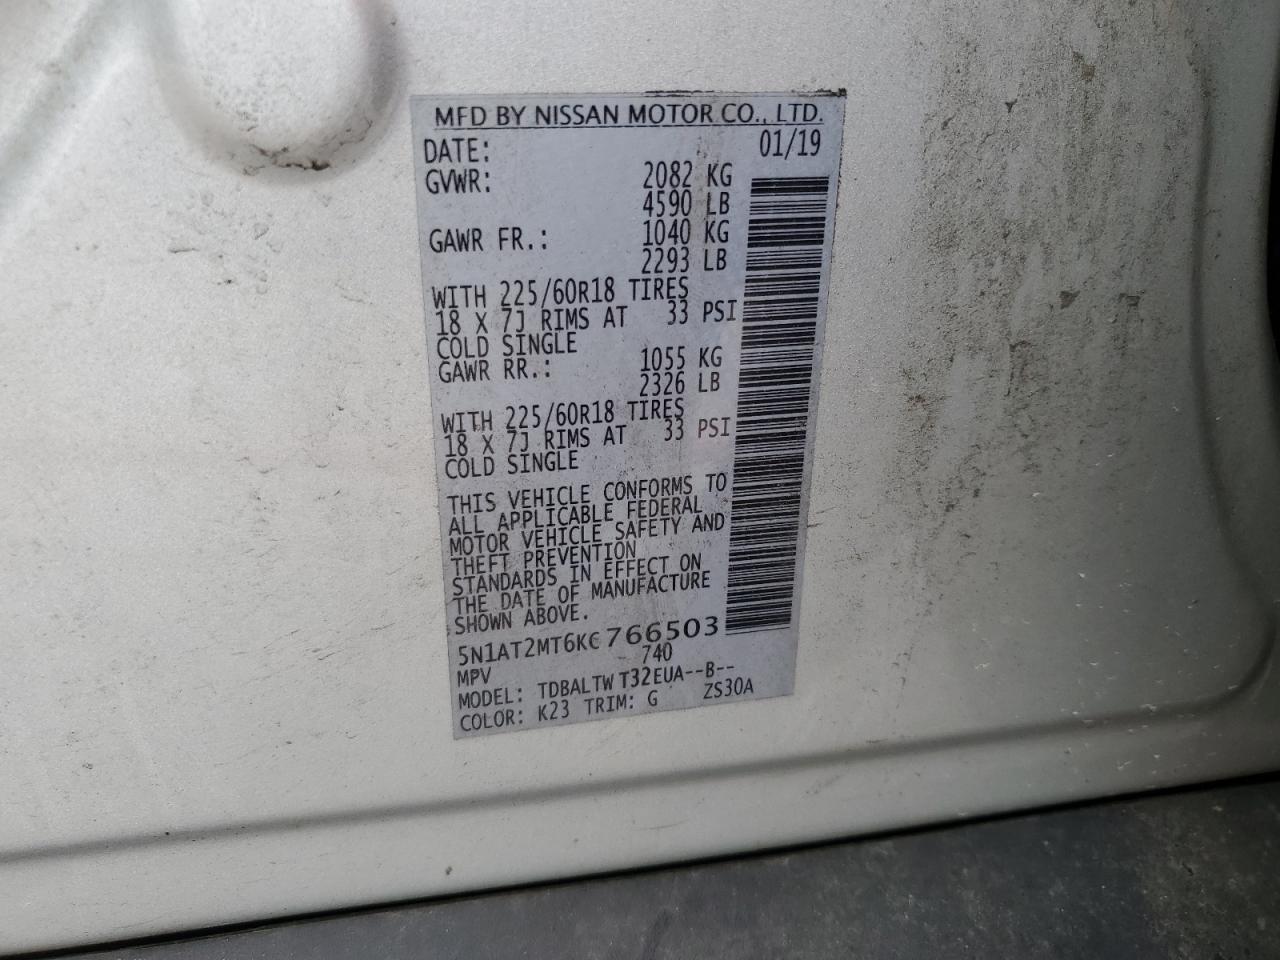 MFD BY NISSAN MOTOR CO., LTD.
DATE: 01/19
GVWR: 2082 KG
4590 LB
GAWR FR.: 1040 KG
2293 LB
WITH 225/60R18 TIRES
18 X 7J RIMS AT 33 PSI
COLD SINGLE
GAWR RR.: 1055 KG
2326 LB
WITH 225/60R18 TIRES
18 X 7J RIMS AT 33 PSI
COLD SINGLE
THIS VEHICLE CONFORMS TO
ALL APPLICABLE FEDERAL
MOTOR VEHICLE SAFETY AND
THEFT PREVENTION
STANDARDS IN EFFECT ON
THE DATE OF MANUFACTURE
SHOWN ABOVE.
5N1AT2MT6KC766503
MPV 740
MODEL: TDBALTW T32EUA--B--
COLOR: K23 TRIM: G ZS30A